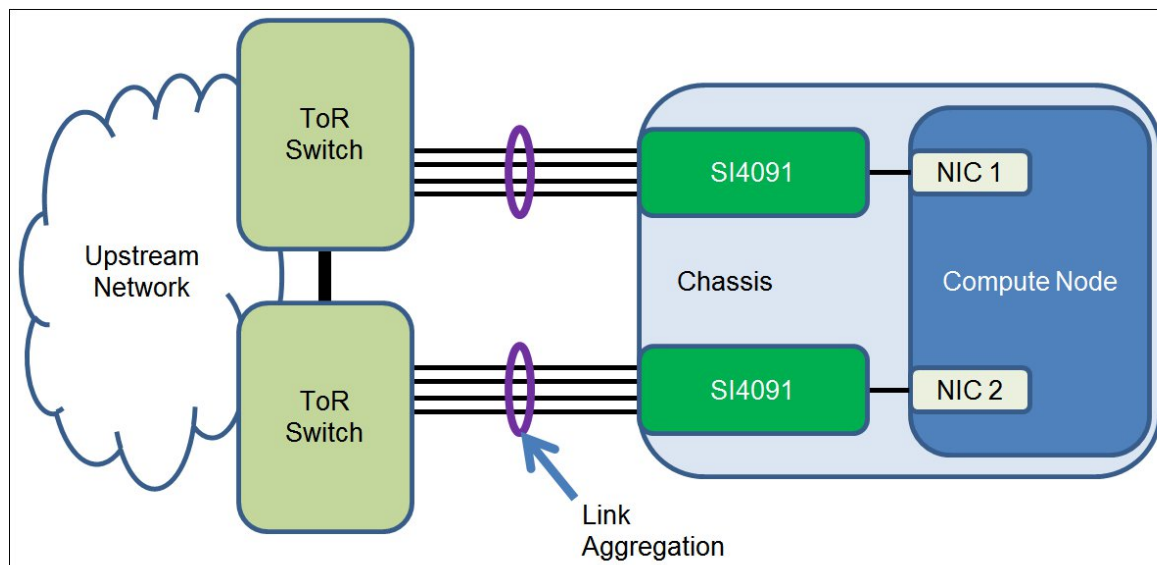 ToR
Switch
SI4091
NIC 1
Upstream
Network
Chassis
Compute Node
ToR
Switch
SI4091
NIC 2
Link
Aggregation